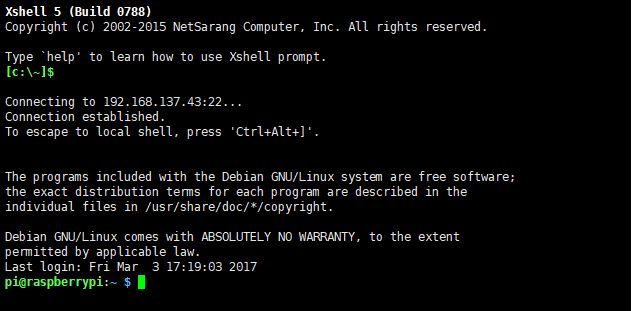 Xshell 5 (Build 0788)
Copyright (c) 2002-2015 NetSarang Computer, Inc. All rights reserved.
Type `help' to learn how to use Xshell prompt.
[c:\~]$
Connecting to 192.168.137.43:22...
Connection established.
To escape to local shell, press 'Ctrl+Alt+]'.
The programs included with the Debian GNU/Linux system are free software;
the exact distribution terms for each program are described in the
individual files in /usr/share/doc/*/copyright.
Debian GNU/Linux comes with ABSOLUTELY NO WARRANTY, to the extent
permitted by applicable law.
Last login: Fri Mar  3 17:19:03 2017
pi@raspberrypi:~ $